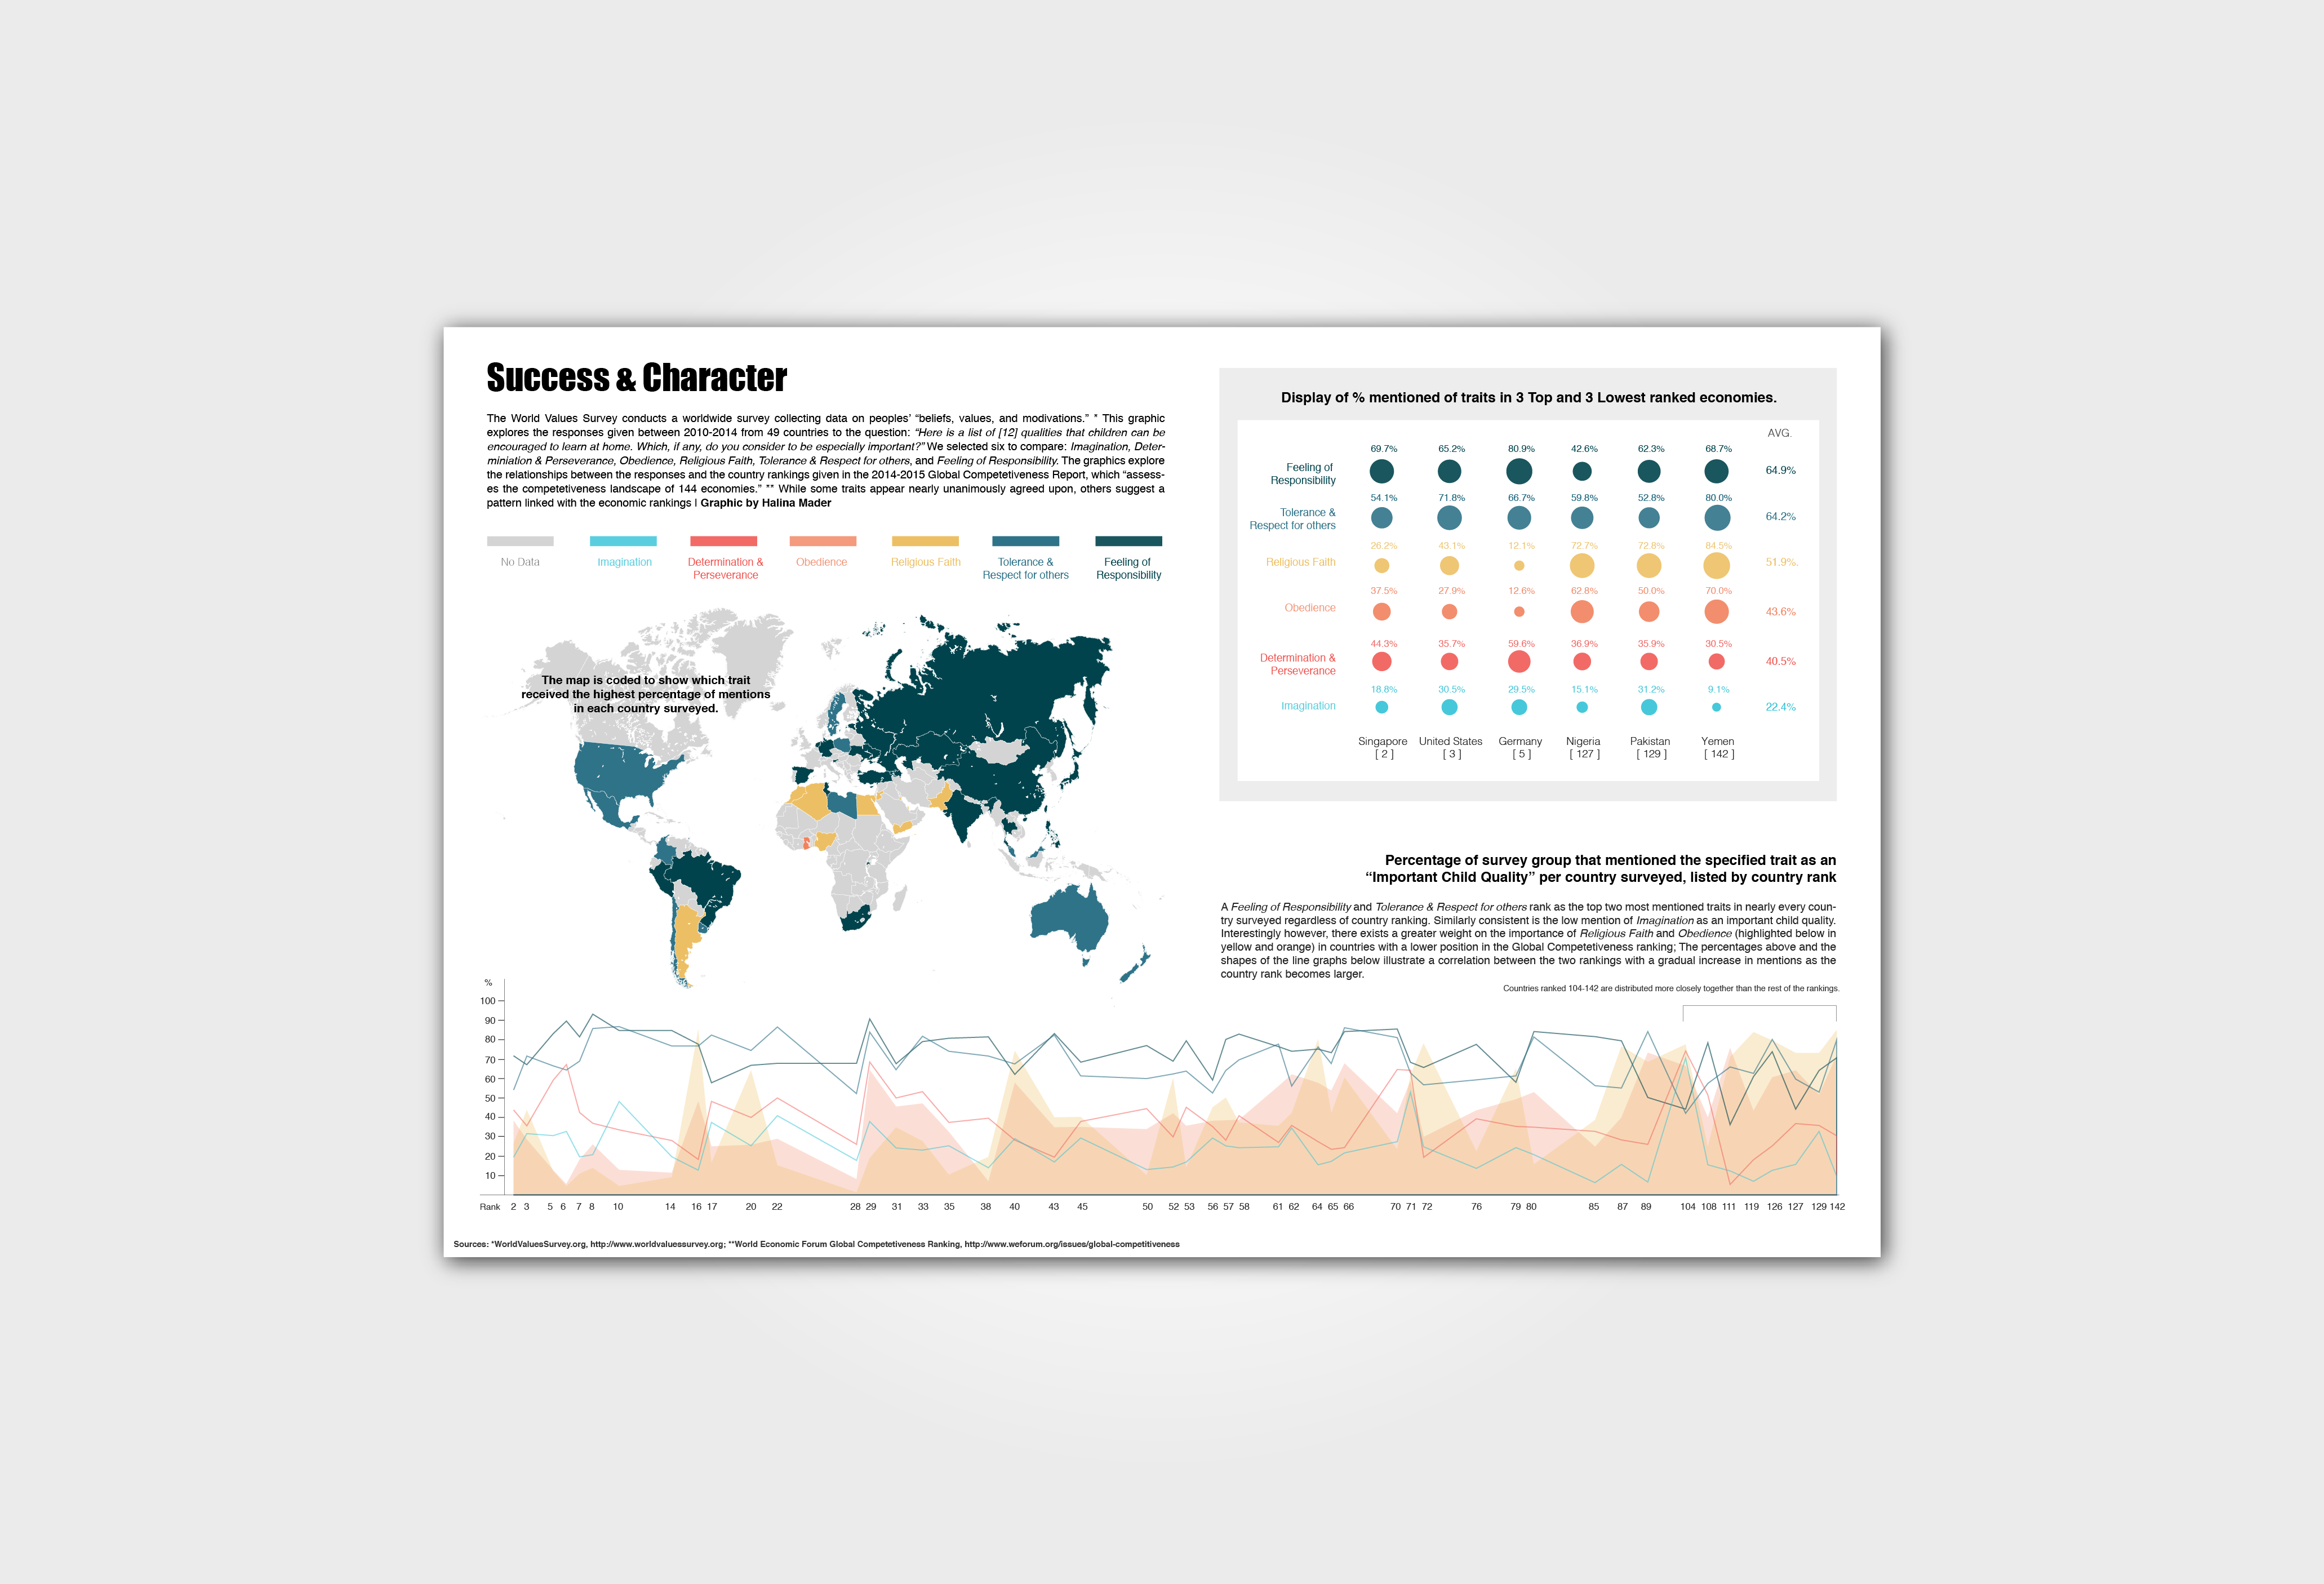 Success & Character
The World Values Survey conducts a worldwide survey collecting data on peoples’ “beliefs, values, and modivations.” * This graphic
explores the responses given between 2010-2014 from 49 countries to the question: “Here is a list of [12] qualities that children can be
encouraged to learn at home. Which, if any, do you consider to be especially important?” We selected six to compare: Imagination, Deter-
miniation & Perseverance, Obedience, Religious Faith, Tolerance & Respect for others, and Feeling of Responsibility. The graphics explore
the relationships between the responses and the country rankings given in the 2014-2015 Global Competetiveness Report, which “assess-
es the competetiveness landscape of 144 economies.” ** While some traits appear nearly unanimously agreed upon, others suggest a
pattern linked with the economic rankings | Graphic by Halina Mader
No Data
Imagination
Determination &
Perseverance
Obedience
Religious Faith
Tolerance &
Respect for others
Feeling of
Responsibility
The map is coded to show which trait
received the highest percentage of mentions
in each country surveyed.
Display of % mentioned of traits in 3 Top and 3 Lowest ranked economies.
AVG.
69.7% 65.2% 80.9% 42.6% 62.3% 68.7%
Feeling of
Responsibility
64.9%
54.1% 71.8% 66.7% 59.8% 52.8% 80.0%
Tolerance &
Respect for others
64.2%
26.2% 43.1% 12.1% 72.7% 72.8% 84.5%
Religious Faith
51.9%.
37.5% 27.9% 12.6% 62.8% 50.0% 70.0%
Obedience
43.6%
44.3% 35.7% 59.6% 36.9% 35.9% 30.5%
Determination &
Perseverance
40.5%
18.8% 30.5% 29.5% 15.1% 31.2% 9.1%
Imagination
22.4%
Singapore United States Germany Nigeria Pakistan Yemen
[ 2 ] [ 3 ] [ 5 ] [ 127 ] [ 129 ] [ 142 ]
Percentage of survey group that mentioned the specified trait as an
“Important Child Quality” per country surveyed, listed by country rank
A Feeling of Responsibility and Tolerance & Respect for others rank as the top two most mentioned traits in nearly every coun-
try surveyed regardless of country ranking. Similarly consistent is the low mention of Imagination as an important child quality.
Interestingly however, there exists a greater weight on the importance of Religious Faith and Obedience (highlighted below in
yellow and orange) in countries with a lower position in the Global Competetiveness ranking; The percentages above and the
shapes of the line graphs below illustrate a correlation between the two rankings with a gradual increase in mentions as the
country rank becomes larger.
Countries ranked 104-142 are distributed more closely together than the rest of the rankings.
%
100
90
80
70
60
50
40
30
20
10
Rank 2 3 5 6 7 8 10 14 16 17 20 22 28 29 31 33 35 38 40 43 45 50 52 53 56 57 58 61 62 64 65 66 70 71 72 76 79 80 85 87 89 104 108 111 119 126 127 129 142
Sources: *WorldValuesSurvey.org, http://www.worldvaluessurvey.org; **World Economic Forum Global Competetiveness Ranking, http://www.weforum.org/issues/global-competitiveness